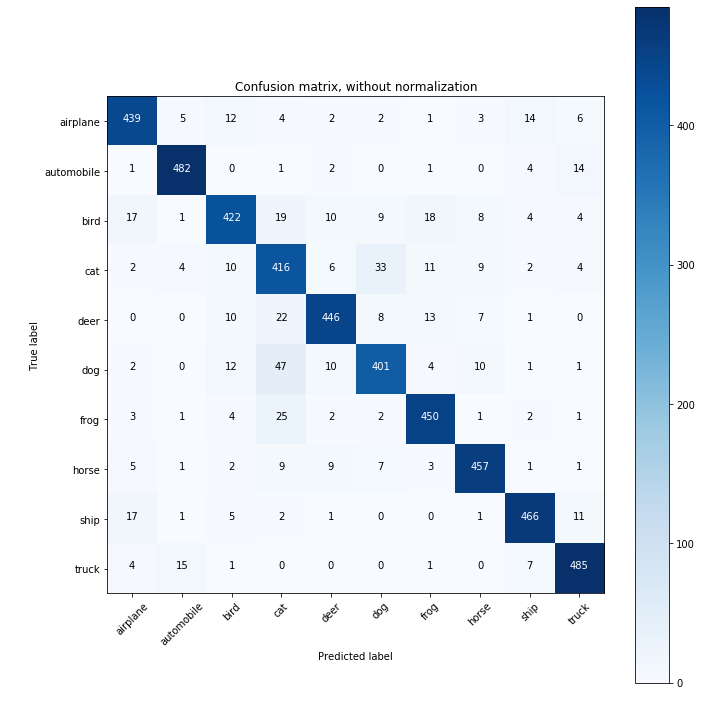 Confusion matrix, without normalization
airplane 439 5 12 4 2 2 1 3 14 6
automobile 1 482 0 1 2 0 1 0 4 14
bird 17 1 422 19 10 9 18 8 4 4
cat 2 4 10 416 6 33 11 9 2 4
deer 0 0 10 22 446 8 13 7 1 0
dog 2 0 12 47 10 401 4 10 1 1
frog 3 1 4 25 2 2 450 1 2 1
horse 5 1 2 9 9 7 3 457 1 1
ship 17 1 5 2 1 0 0 1 466 11
truck 4 15 1 0 0 0 1 0 7 485
airplane automobile bird cat deer dog frog horse ship truck
Predicted label
True label
400
300
200
100
0